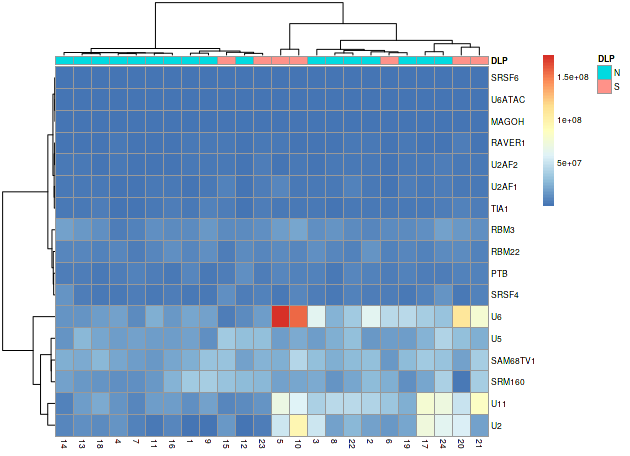 DLP
SRSF6
U6ATAC
MAGOH
RAVER1
U2AF2
U2AF1
TIA1
RBM3
RBM22
PTB
SRSF4
U6
U5
SAM68TV1
SRM160
U11
U2
14 13 18 4 7 11 16 1 9 15 12 23 5 10 3 8 22 2 6 19 17 24 20 21
1.5e+08
1e+08
5e+07
DLP
N
S